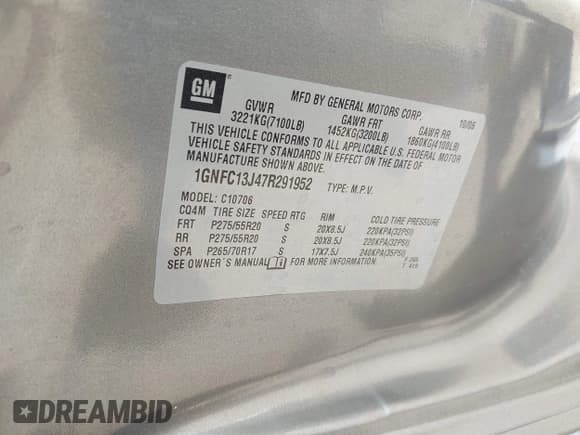 GM
MFD BY GENERAL MOTORS CORP. 10/06
GVWR GAWR FRT GAWR RR
3221KG(7100LB) 1452KG(3200LB) 1860KG(4100LB)
THIS VEHICLE CONFORMS TO ALL APPLICABLE U.S. FEDERAL MOTOR
VEHICLE SAFETY STANDARDS IN EFFECT ON THE DATE OF
MANUFACTURE SHOWN ABOVE.
1GNFC13J47R291952 TYPE: M.P.V.
MODEL: C10706
CQ4M TIRE SIZE SPEED RTG RIM COLD TIRE PRESSURE
FRT P275/55R20 S 20X8.5J 220KPA(32PSI)
RR P275/55R20 S 20X8.5J 220KPA(32PSI)
SPA P265/70R17 S 17X7.5J 240KPA(35PSI)
SEE OWNER'S MANUAL FOR MORE INFORMATION.
DREAMBID